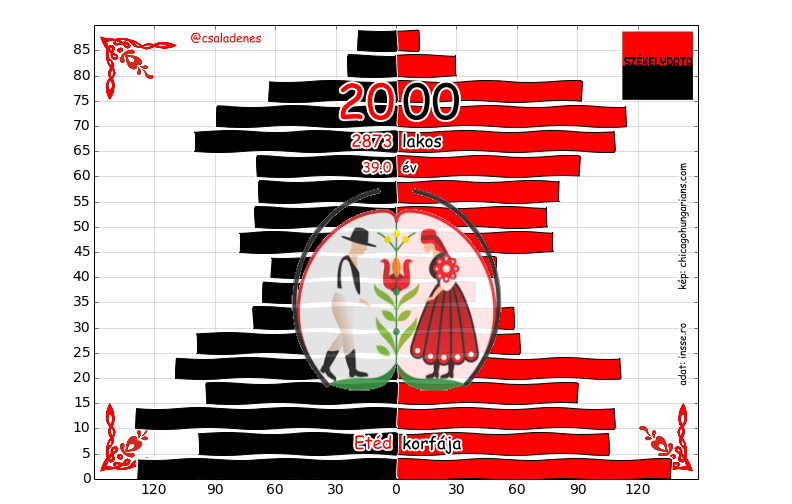 @csaladenes
SZÉKELYDATA
2000
2873 lakos
39.0 év
kép: chicagohungarians.com
adat: insse.ro
Etéd korfája
85
80
75
70
65
60
55
50
45
40
35
30
25
20
15
10
5
0
120 90 60 30 0 30 60 90 120